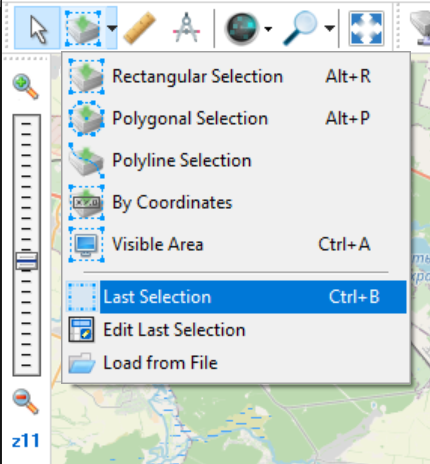 Rectangular Selection Alt+R
Polygonal Selection Alt+P
Polyline Selection
By Coordinates
Visible Area Ctrl+A
Last Selection Ctrl+B
Edit Last Selection
Load from File
z11